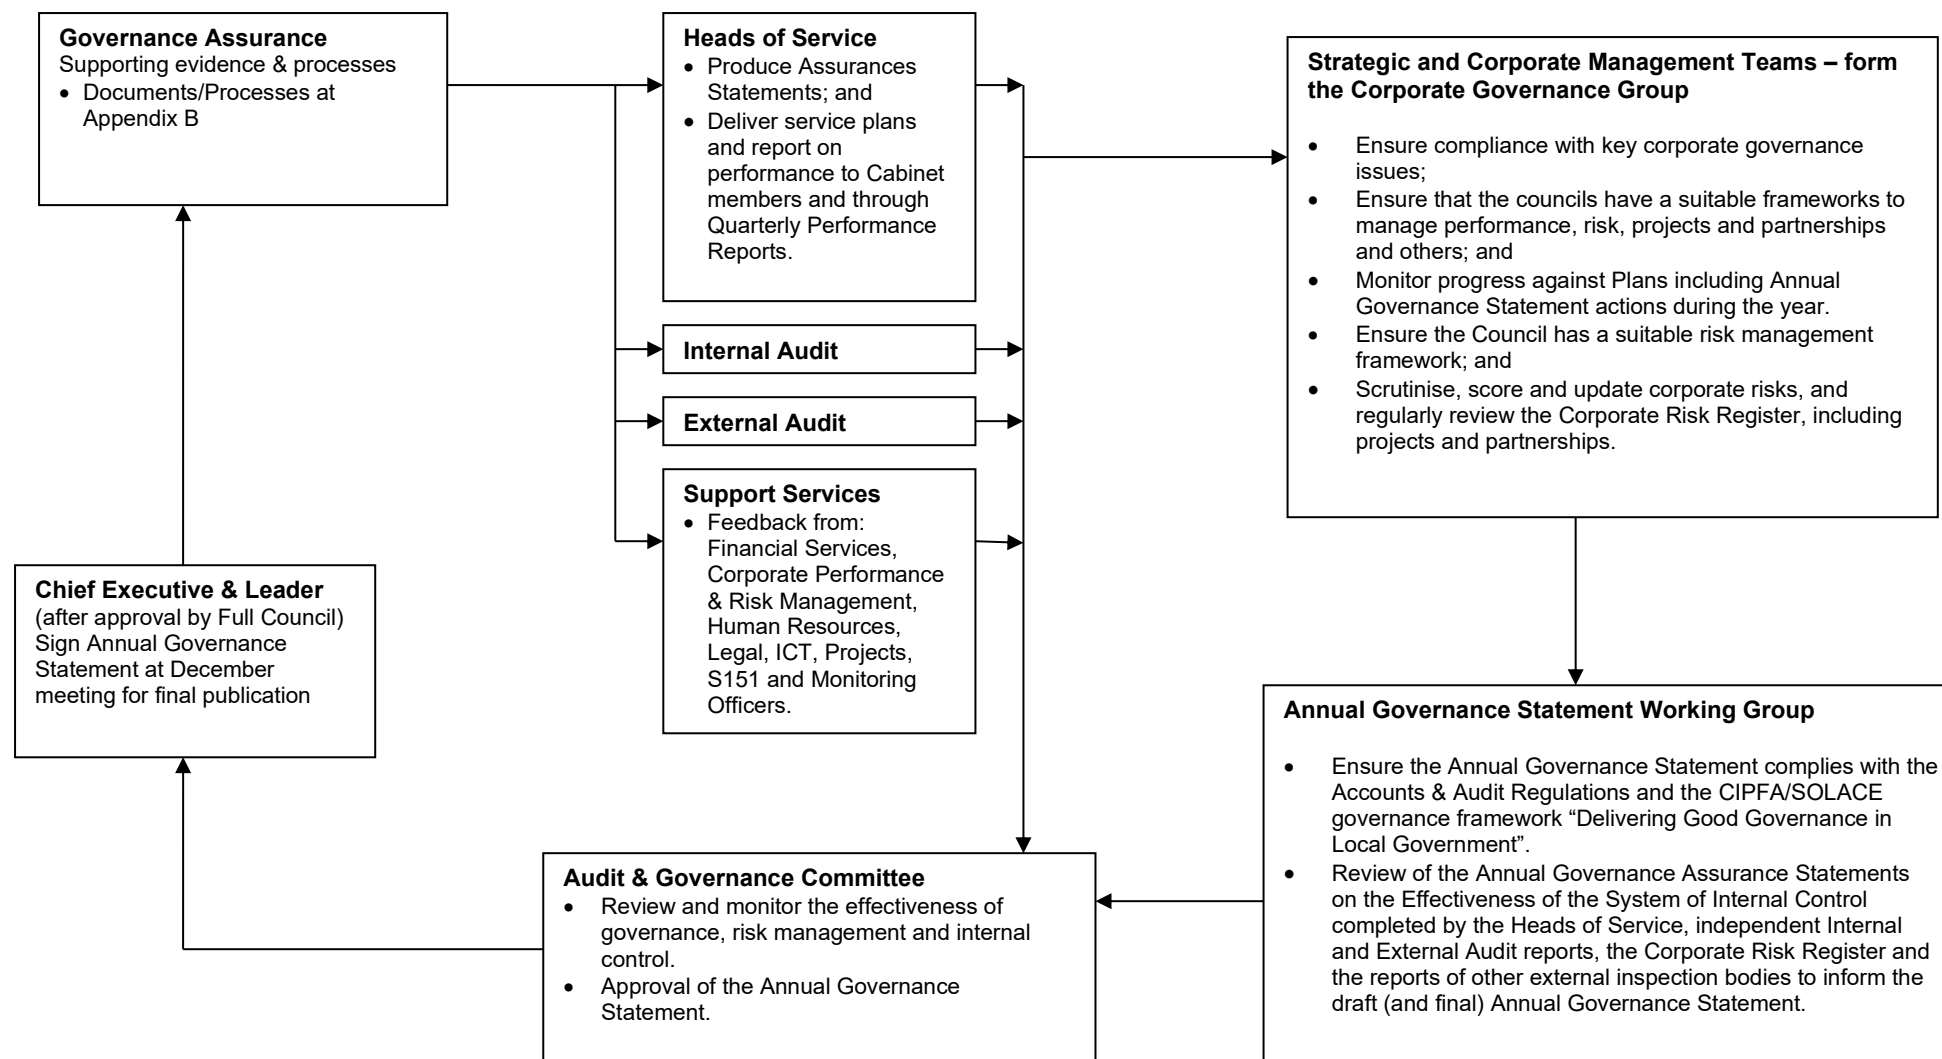 Governance Assurance
Supporting evidence & processes
• Documents/Processes at
Appendix B
Heads of Service
• Produce Assurances
Statements; and
• Deliver service plans
and report on
performance to Cabinet
members and through
Quarterly Performance
Reports.
Internal Audit
External Audit
Support Services
• Feedback from:
Financial Services,
Corporate Performance
& Risk Management,
Human Resources,
Legal, ICT, Projects,
S151 and Monitoring
Officers.
Strategic and Corporate Management Teams – form
the Corporate Governance Group
• Ensure compliance with key corporate governance
issues;
• Ensure that the councils have a suitable frameworks to
manage performance, risk, projects and partnerships
and others; and
• Monitor progress against Plans including Annual
Governance Statement actions during the year.
• Ensure the Council has a suitable risk management
framework; and
• Scrutinise, score and update corporate risks, and
regularly review the Corporate Risk Register, including
projects and partnerships.
Annual Governance Statement Working Group
• Ensure the Annual Governance Statement complies with the
Accounts & Audit Regulations and the CIPFA/SOLACE
governance framework “Delivering Good Governance in
Local Government”.
• Review of the Annual Governance Assurance Statements
on the Effectiveness of the System of Internal Control
completed by the Heads of Service, independent Internal
and External Audit reports, the Corporate Risk Register and
the reports of other external inspection bodies to inform the
draft (and final) Annual Governance Statement.
Audit & Governance Committee
• Review and monitor the effectiveness of
governance, risk management and internal
control.
• Approval of the Annual Governance
Statement.
Chief Executive & Leader
(after approval by Full Council)
Sign Annual Governance
Statement at December
meeting for final publication